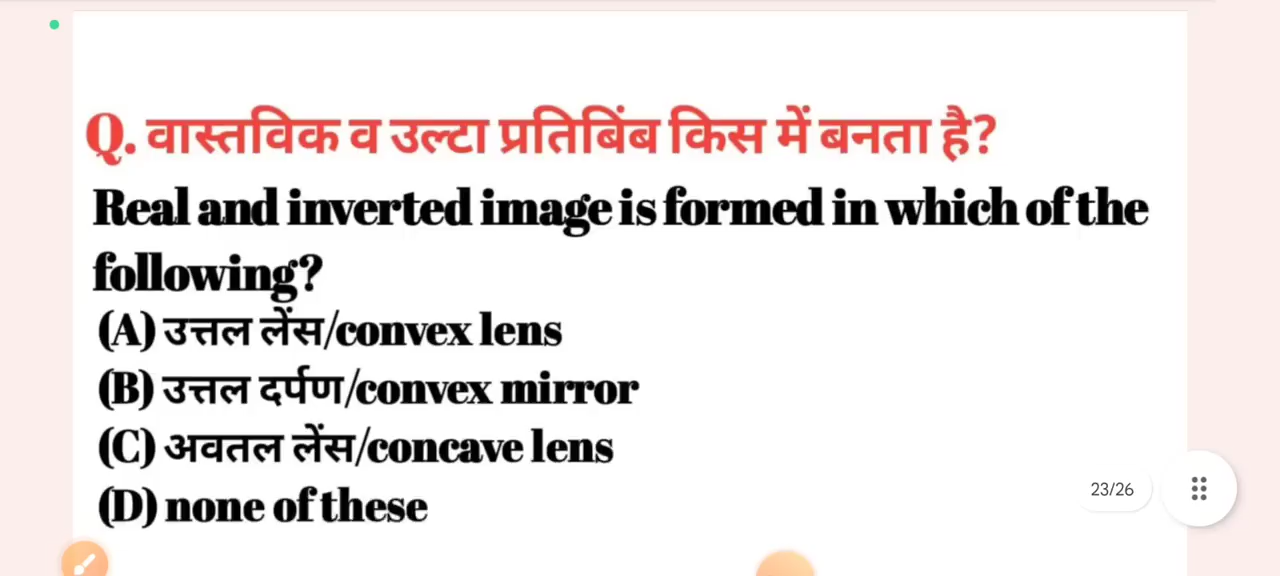 Q. वास्तविक व उल्टा प्रतिबिंब किस में बनता है?
Real and inverted image is formed in which of the
following?
(A) उत्तल लेंस/convex lens
(B) उत्तल दर्पण/convex mirror
(C) अवतल लेंस/concave lens
(D) none of these
23/26